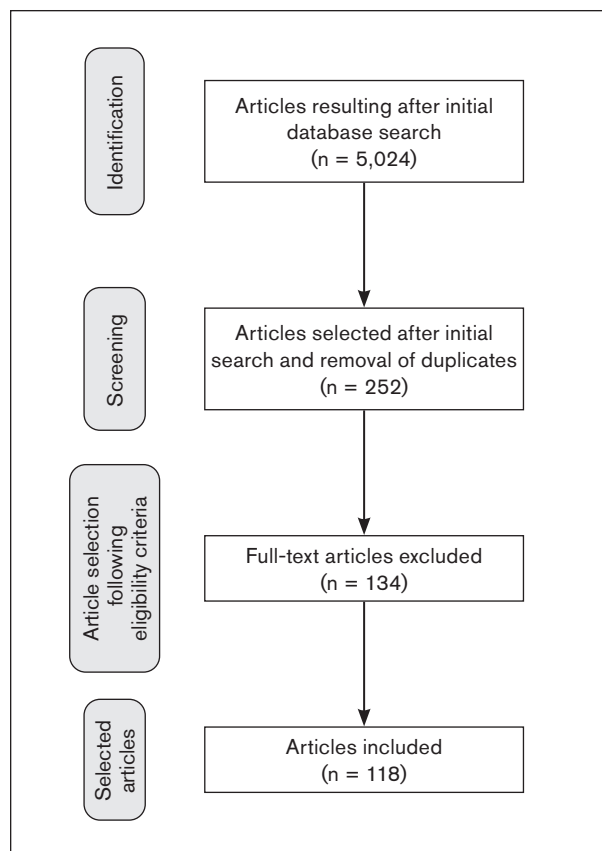 Identification
Articles resulting after initial
database search
(n = 5,024)
Screening
Articles selected after initial
search and removal of duplicates
(n = 252)
Article selection
following
eligibility criteria
Full-text articles excluded
(n = 134)
Selected
articles
Articles included
(n = 118)